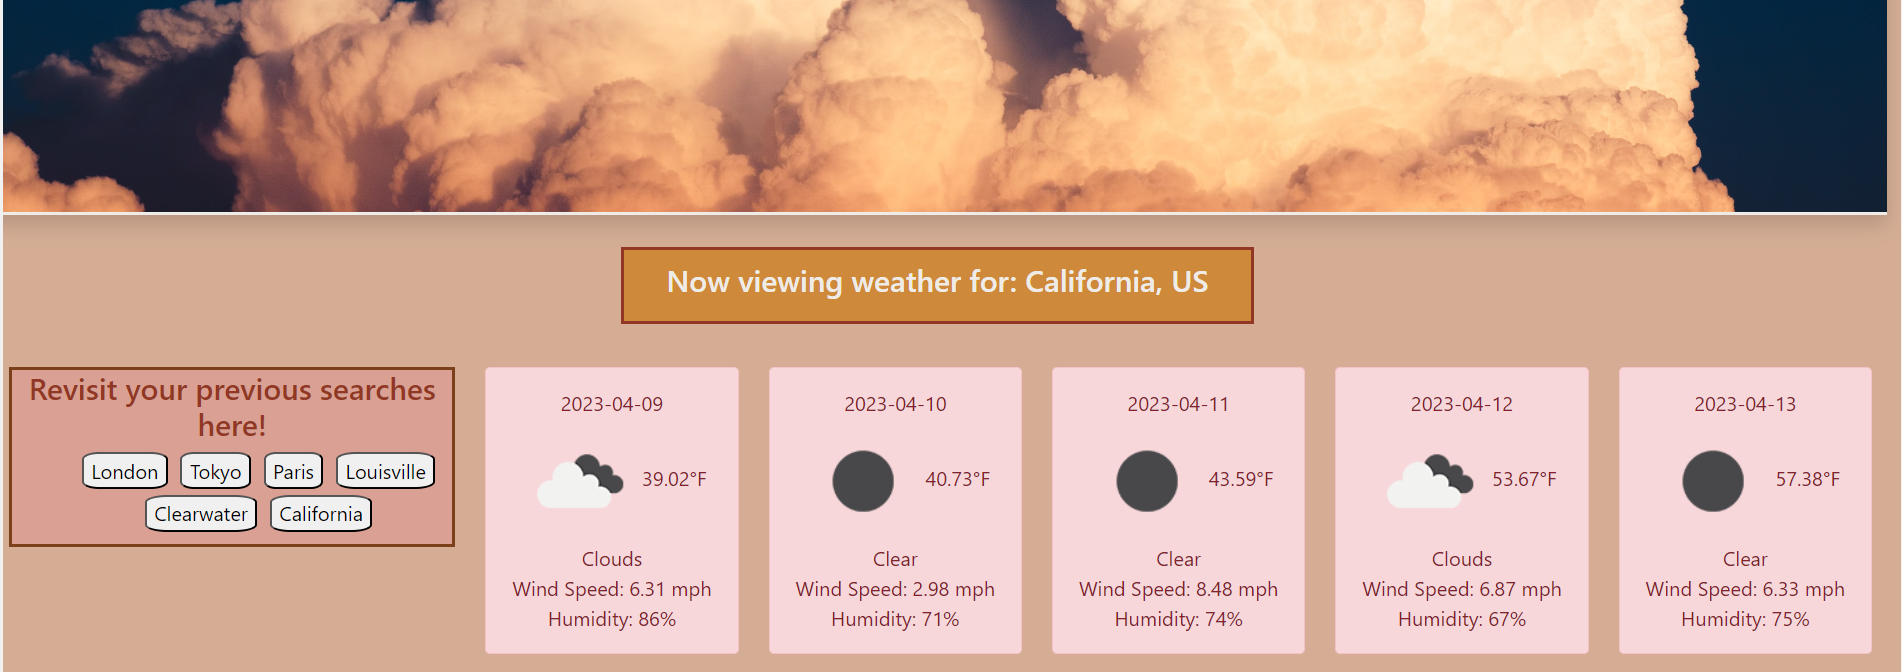 Now viewing weather for: California, US
Revisit your previous searches
here!
London Tokyo Paris Louisville
Clearwater California
2023-04-09
39.02°F
Clouds
Wind Speed: 6.31 mph
Humidity: 86%
2023-04-10
40.73°F
Clear
Wind Speed: 2.98 mph
Humidity: 71%
2023-04-11
43.59°F
Clear
Wind Speed: 8.48 mph
Humidity: 74%
2023-04-12
53.67°F
Clouds
Wind Speed: 6.87 mph
Humidity: 67%
2023-04-13
57.38°F
Clear
Wind Speed: 6.33 mph
Humidity: 75%